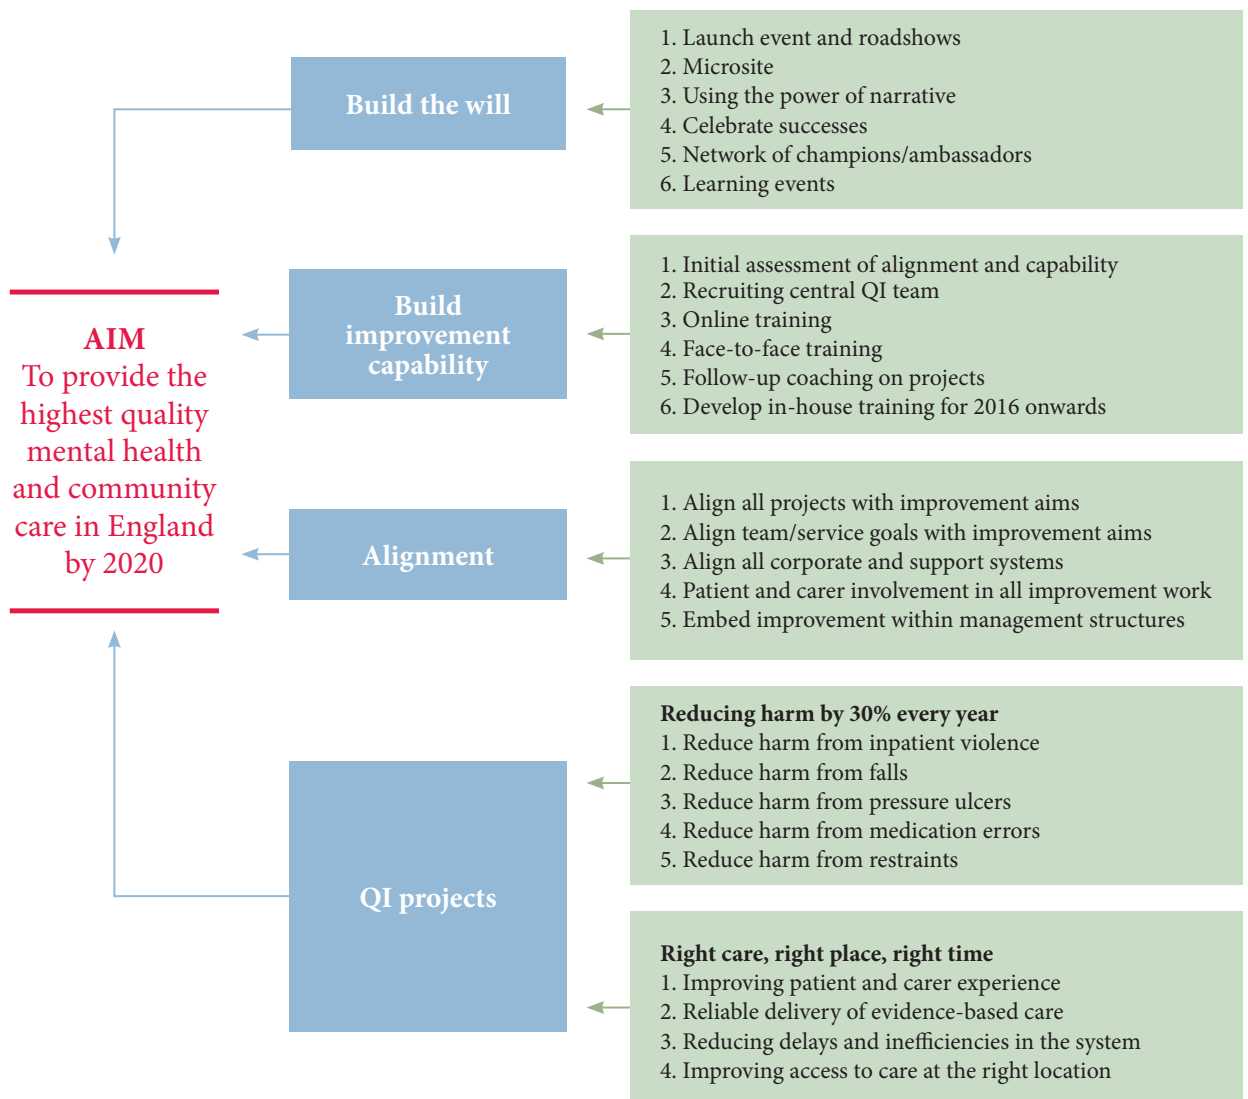 AIM
To provide the
highest quality
mental health
and community
care in England
by 2020
Build the will
1. Launch event and roadshows
2. Microsite
3. Using the power of narrative
4. Celebrate successes
5. Network of champions/ambassadors
6. Learning events
Build
improvement
capability
1. Initial assessment of alignment and capability
2. Recruiting central QI team
3. Online training
4. Face-to-face training
5. Follow-up coaching on projects
6. Develop in-house training for 2016 onwards
Alignment
1. Align all projects with improvement aims
2. Align team/service goals with improvement aims
3. Align all corporate and support systems
4. Patient and carer involvement in all improvement work
5. Embed improvement within management structures
QI projects
Reducing harm by 30% every year
1. Reduce harm from inpatient violence
2. Reduce harm from falls
3. Reduce harm from pressure ulcers
4. Reduce harm from medication errors
5. Reduce harm from restraints
Right care, right place, right time
1. Improving patient and carer experience
2. Reliable delivery of evidence-based care
3. Reducing delays and inefficiencies in the system
4. Improving access to care at the right location